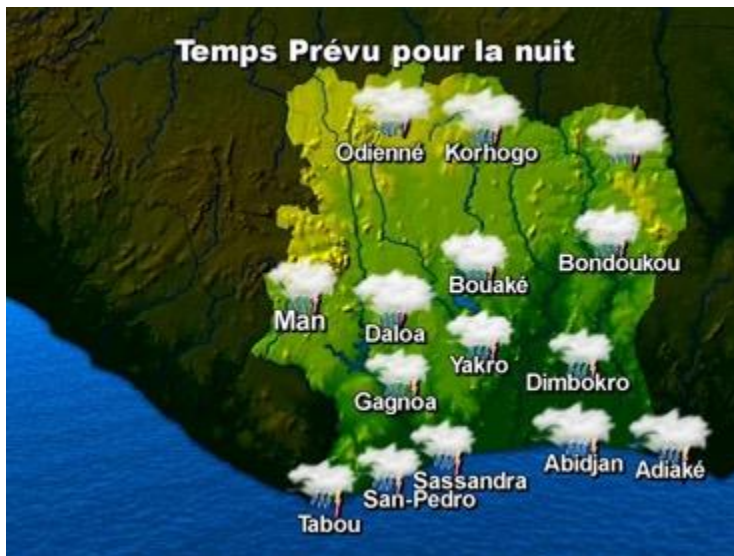 Temps Prévu pour la nuit
Odienné
Korhogo
Bondoukou
Bouaké
Man
Daloa
Yakro
Dimbokro
Gagnoa
Abidjan
Adiaké
Sassandra
San-Pedro
Tabou